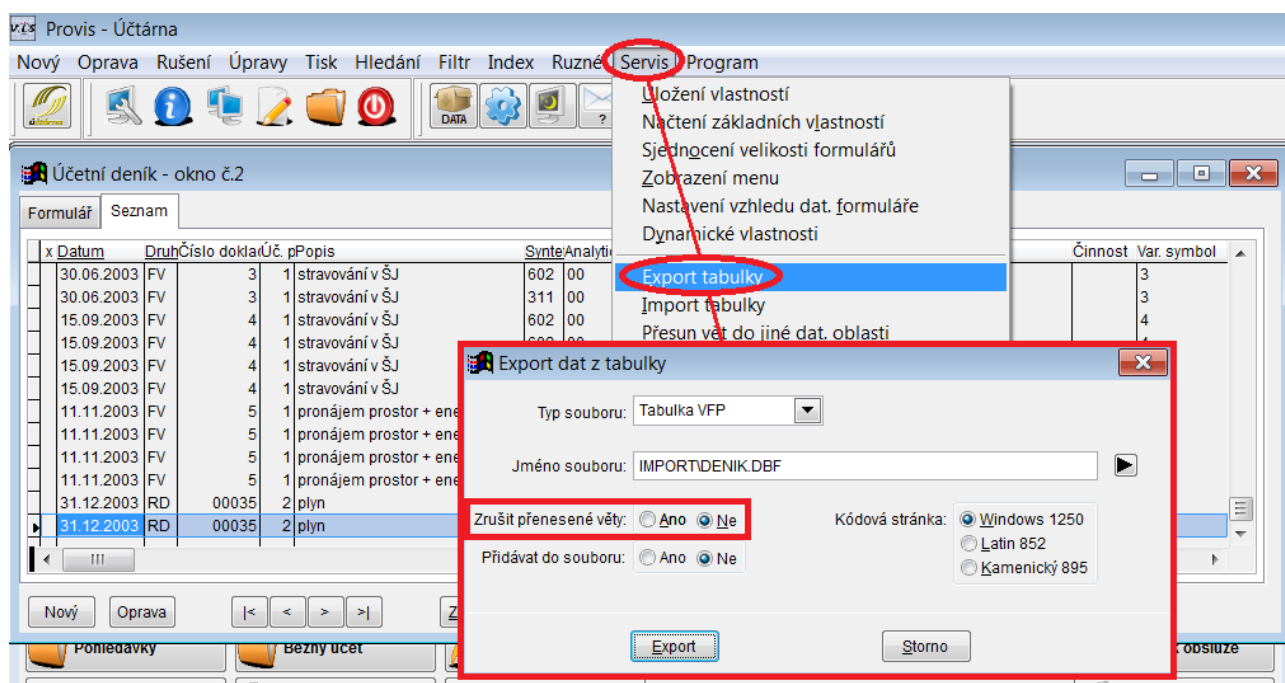 Provis - Účtárna
Nový Oprava Rušení Úpravy Tisk Hledání Filtr Index Ruzné Servis Program
účtárna DATA ?
Uložení vlastností
Načtení základních vlastností
Sjednocení velikosti formulářů
Zobrazení menu
Nastavení vzhledu dat. formuláře
Dynamické vlastnosti
Export tabulky
Import tabulky
Přesun vět do jiné dat. oblasti
Účetní deník - okno č.2
Formulář Seznam
x Datum Druh Číslo dokla Úč. p Popis Synte Analyti Činnost Var. symbol
30.06.2003 FV 3 1 stravování v ŠJ 602 00 3
30.06.2003 FV 3 1 stravování v ŠJ 311 00 3
15.09.2003 FV 4 1 stravování v ŠJ 602 00 4
15.09.2003 FV 4 1 stravování v ŠJ
15.09.2003 FV 4 1 stravování v ŠJ
15.09.2003 FV 4 1 stravování v ŠJ
11.11.2003 FV 5 1 pronájem prostor + ene
11.11.2003 FV 5 1 pronájem prostor + ene
11.11.2003 FV 5 1 pronájem prostor + ene
11.11.2003 FV 5 1 pronájem prostor + ene
31.12.2003 RD 00035 2 plyn
31.12.2003 RD 00035 2 plyn
Nový Oprava |< < > >| Z
Export dat z tabulky
Typ souboru: Tabulka VFP
Jméno souboru: IMPORT\DENIK.DBF
Zrušit přenesené věty: Ano Ne
Přidávat do souboru: Ano Ne
Kódová stránka: Windows 1250
Latin 852
Kamenický 895
Export Storno
Pohledávky Běžný účet k obsluze